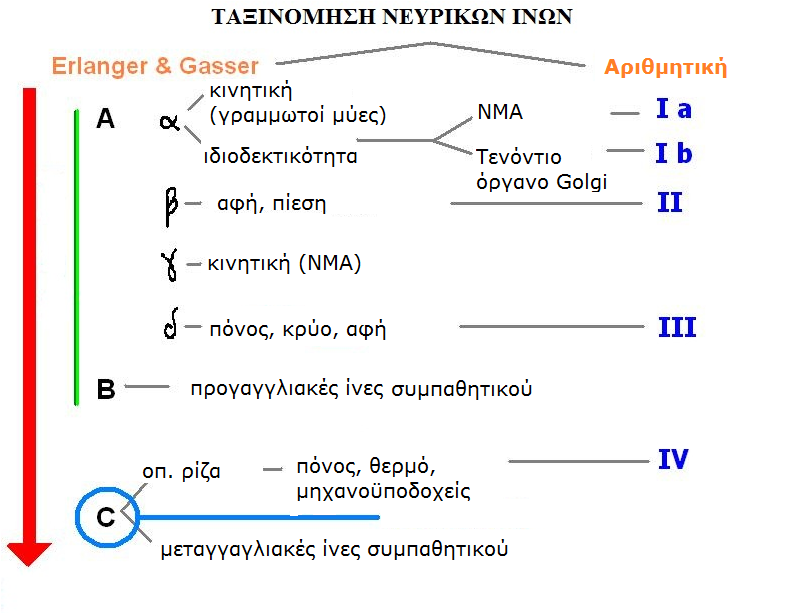 ΤΑΞΙΝΟΜΗΣΗ ΝΕΥΡΙΚΩΝ ΙΝΩΝ
Erlanger & Gasser
Αριθμητική
A
α
κινητική
(γραμμωτοί μύες)
ιδιοδεκτικότητα
ΝΜΑ
I a
Τενόντιο
όργανο Golgi
I b
β
αφή, πίεση
II
γ
κινητική (ΝΜΑ)
δ
πόνος, κρύο, αφή
III
B
προγαγγλιακές ίνες συμπαθητικού
C
οπ. ρίζα
πόνος, θερμό,
μηχανοϋποδοχείς
IV
μεταγγαγλιακές ίνες συμπαθητικού